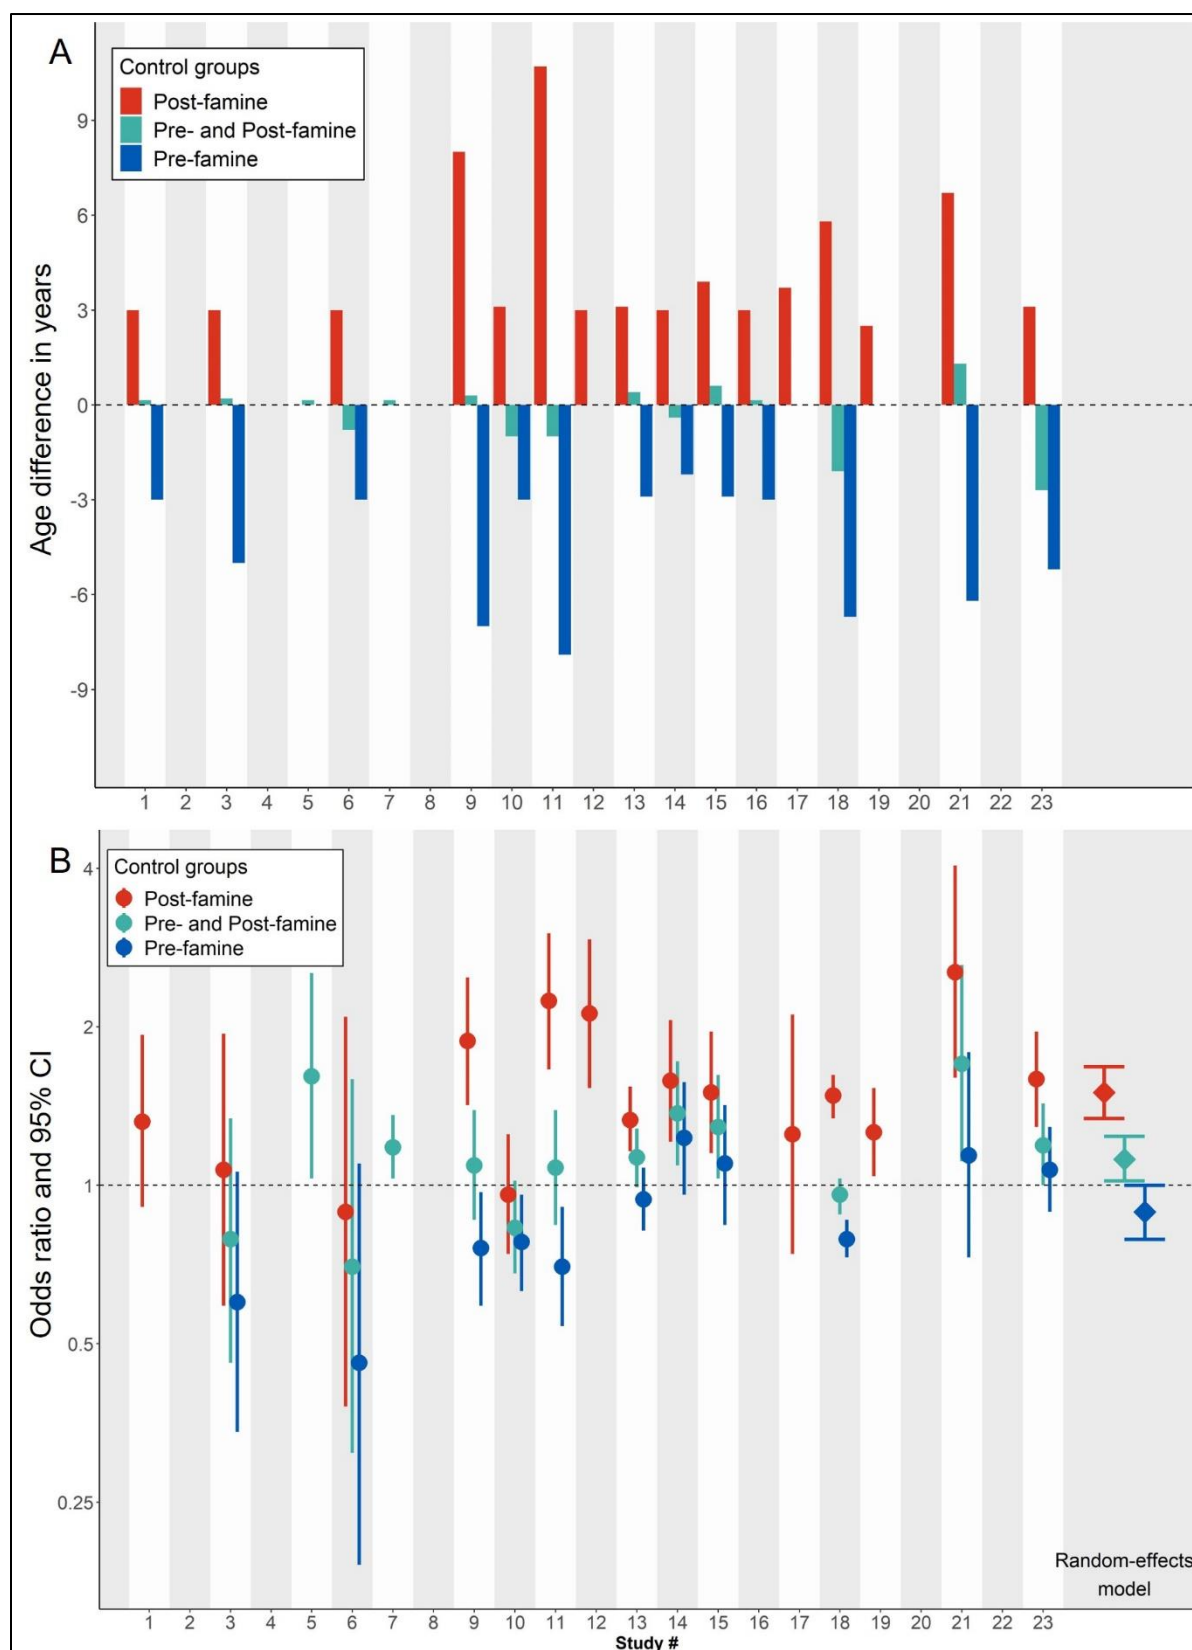 A
Control groups
Post-famine
Pre- and Post-famine
Pre-famine
Age difference in years
9
6
3
0
-3
-6
-9
1 2 3 4 5 6 7 8 9 10 11 12 13 14 15 16 17 18 19 20 21 22 23
B
Control groups
Post-famine
Pre- and Post-famine
Pre-famine
Odds ratio and 95% CI
4
2
1
0.5
0.25
Random-effects
model
1 2 3 4 5 6 7 8 9 10 11 12 13 14 15 16 17 18 19 20 21 22 23
Study #